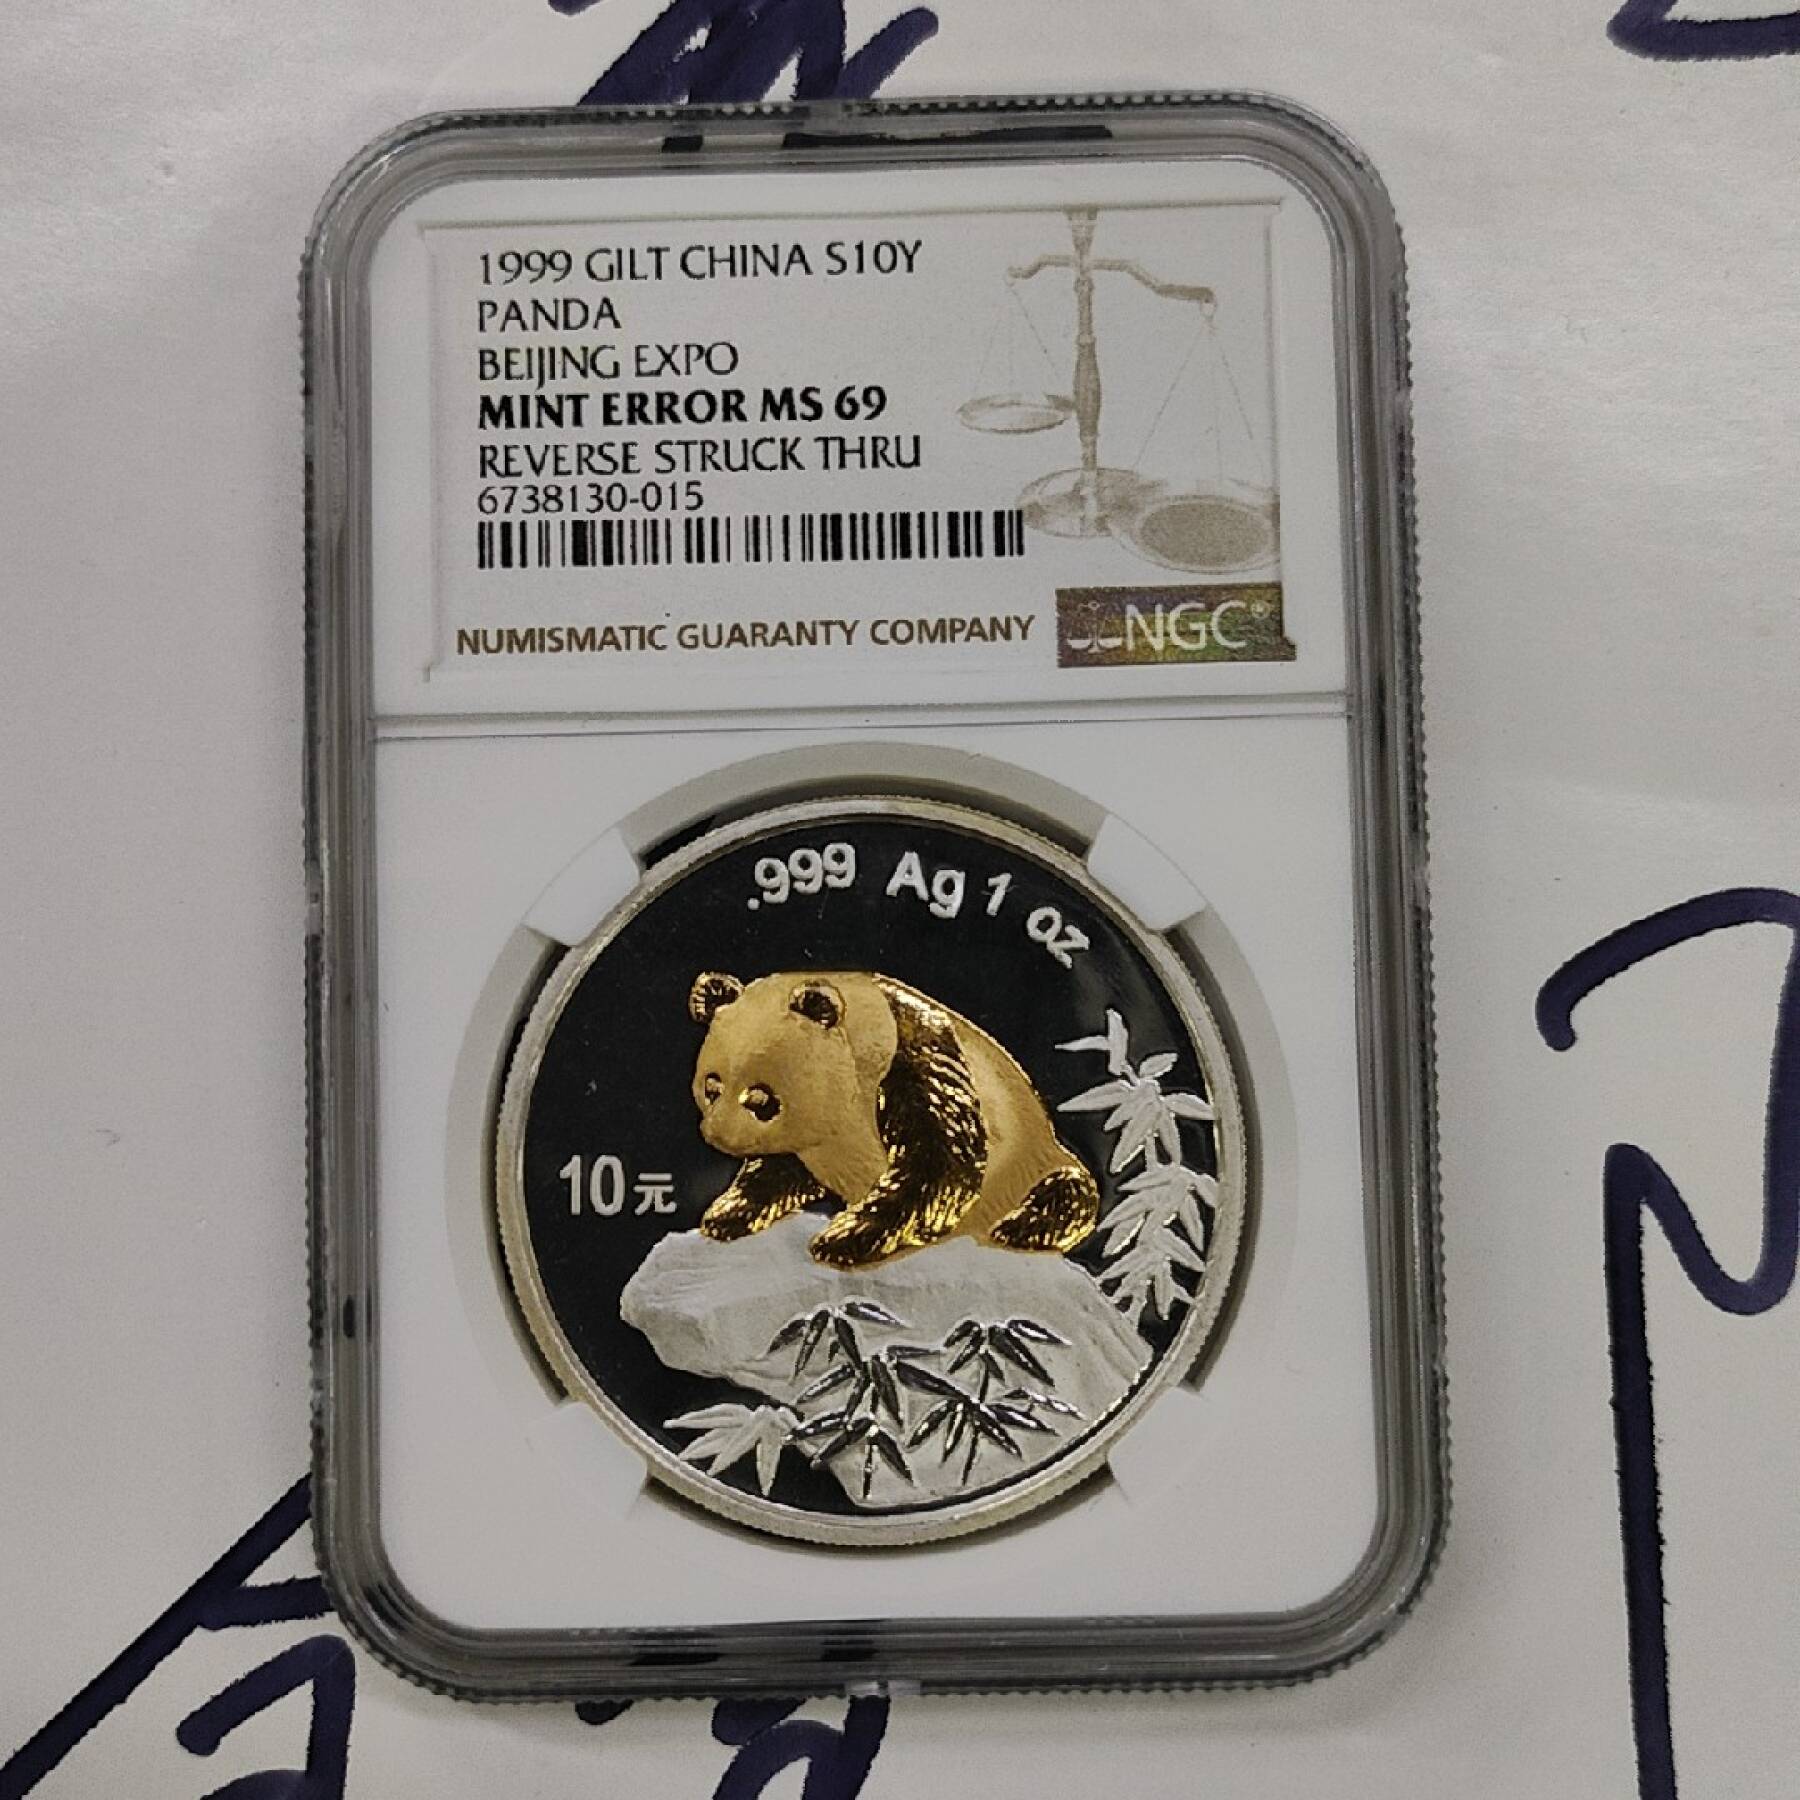 1999 GILT CHINA S10Y
PANDA
BEIJING EXPO
MINT ERROR MS 69
REVERSE STRUCK THRU
6738130-015
NUMISMATIC GUARANTY COMPANY
NGC®
.999 Ag 1 oz
10元